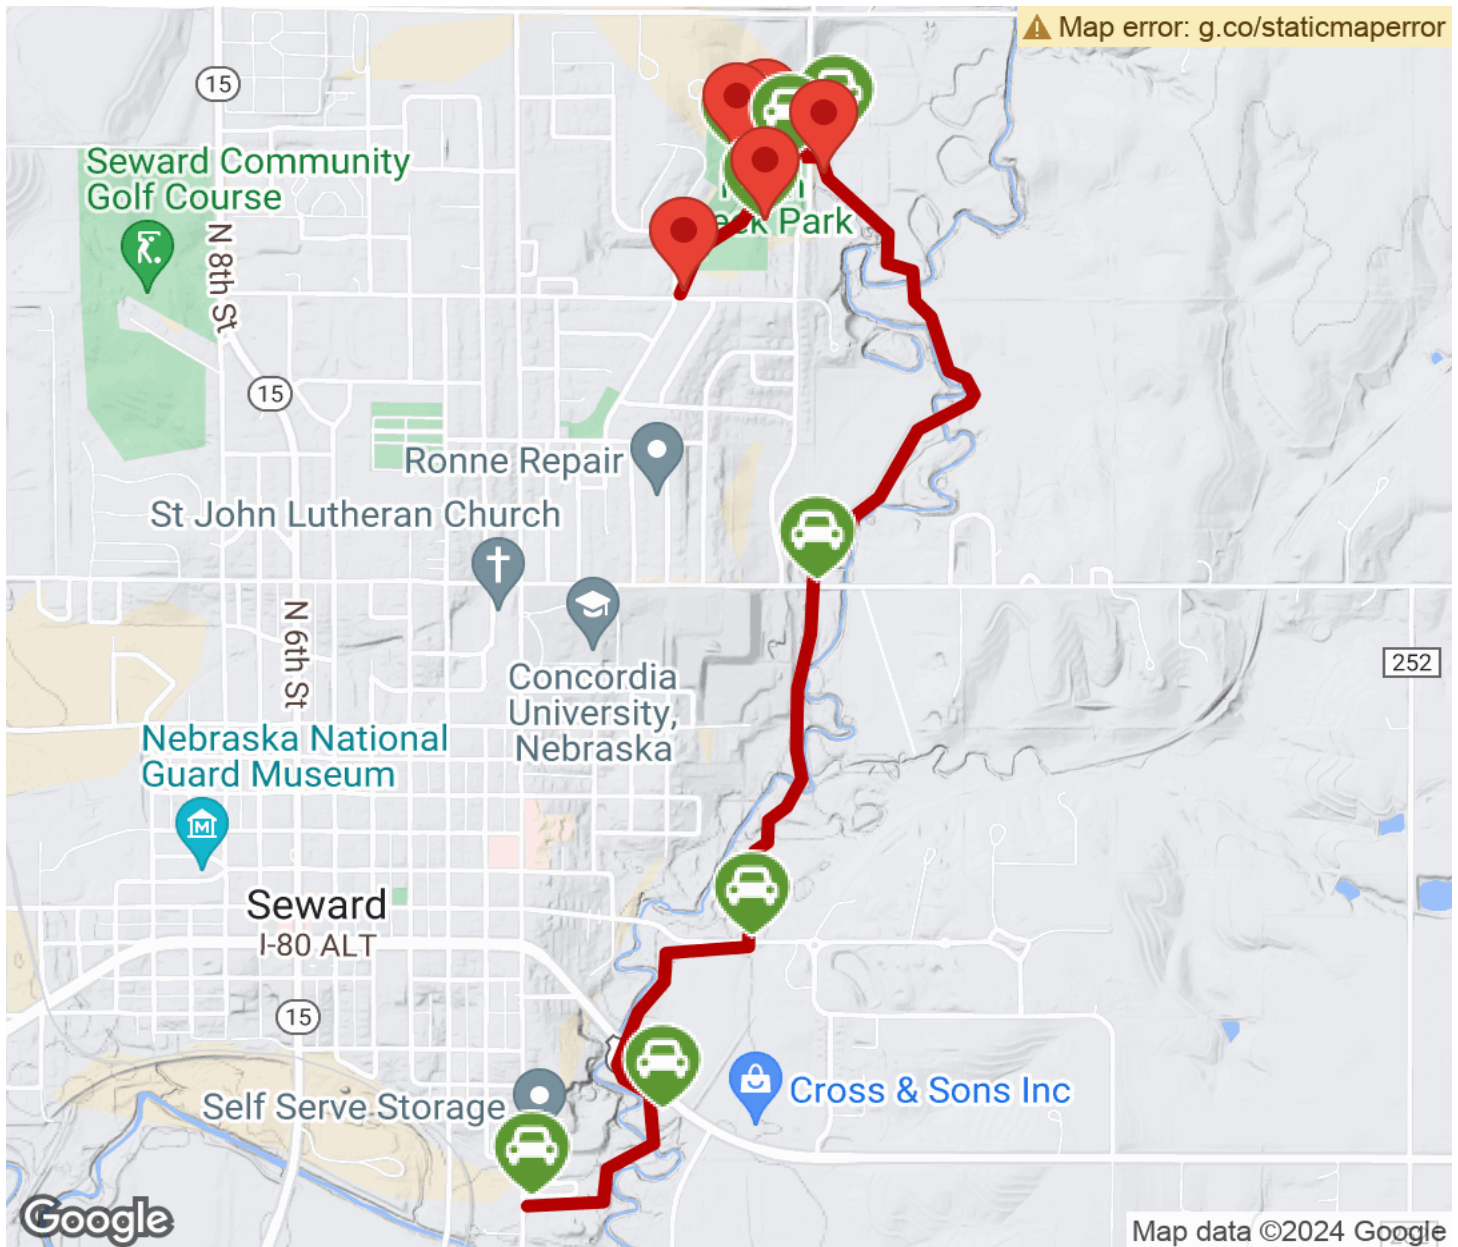 Map error: g.co/staticmaperror
15
Seward Community
Golf Course
Park
N 8th St
15
Ronne Repair
St John Lutheran Church
N 6th St
252
Concordia
University,
Nebraska
Nebraska National
Guard Museum
M
Seward
I-80 ALT
15
Cross & Sons Inc
Self Serve Storage
Google
Map data ©2024 Google